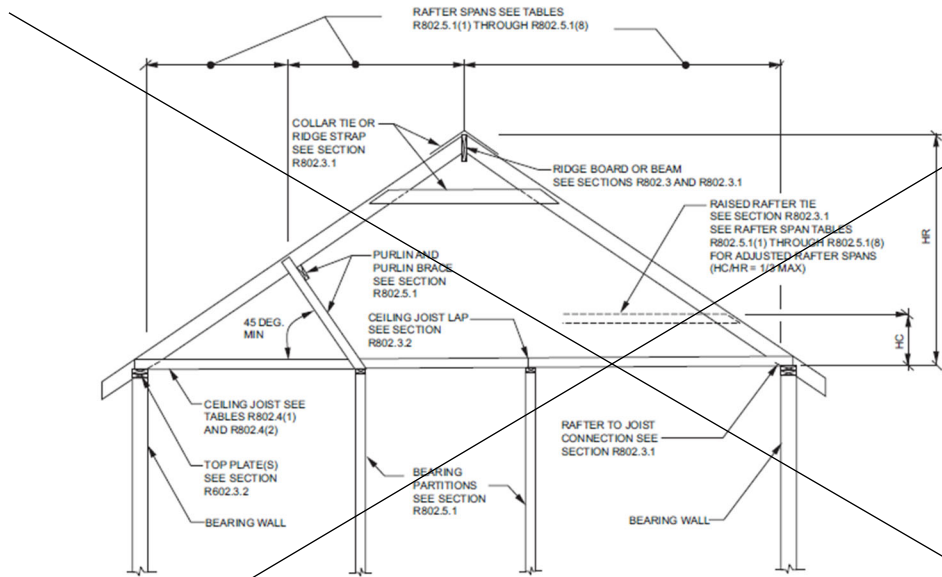 RAFTER SPANS SEE TABLES
R802.5.1(1) THROUGH R802.5.1(8)
COLLAR TIE OR
RIDGE STRAP
SEE SECTION
R802.3.1
RIDGE BOARD OR BEAM
SEE SECTIONS R802.3 AND R802.3.1
RAISED RAFTER TIE
SEE SECTION R802.3.1
SEE RAFTER SPAN TABLES
R802.5.1(1) THROUGH R802.5.1(8)
FOR ADJUSTED RAFTER SPANS
(HC/HR = 1/3 MAX)
HR
PURLIN AND
PURLIN BRACE
SEE SECTION
R802.5.1
45 DEG.
MIN
CEILING JOIST LAP
SEE SECTION
R802.3.2
HC
CEILING JOIST SEE
TABLES R802.4(1)
AND R802.4(2)
TOP PLATE(S)
SEE SECTION
R602.3.2
BEARING WALL
BEARING
PARTITIONS
SEE SECTION
R802.5.1
RAFTER TO JOIST
CONNECTION SEE
SECTION R802.3.1
BEARING WALL